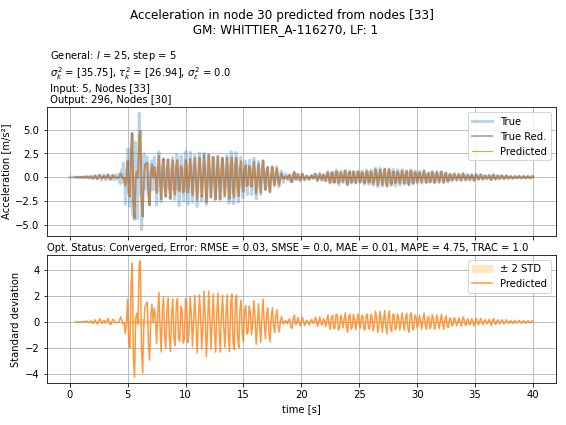 Acceleration in node 30 predicted from nodes [33]
GM: WHITTIER_A-116270, LF: 1
General: l = 25, step = 5
σ²ₖ = [35.75], τ²ₖ = [26.94], σ²ε = 0.0
Input: 5, Nodes [33]
Output: 296, Nodes [30]
True
True Red.
Predicted
5.0
2.5
0.0
−2.5
−5.0
Acceleration [m/s²]
Opt. Status: Converged, Error: RMSE = 0.03, SMSE = 0.0, MAE = 0.01, MAPE = 4.75, TRAC = 1.0
± 2 STD
Predicted
4
2
0
−2
−4
Standard deviation
0 5 10 15 20 25 30 35 40
time [s]